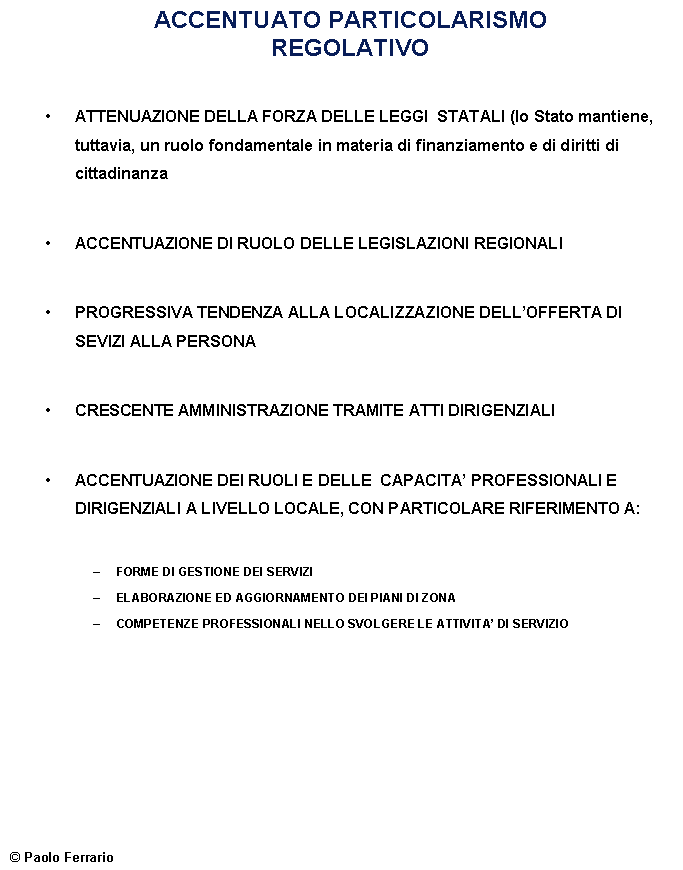 ACCENTUATO PARTICOLARISMO
REGOLATIVO
• ATTENUAZIONE DELLA FORZA DELLE LEGGI STATALI (lo Stato mantiene,
tuttavia, un ruolo fondamentale in materia di finanziamento e di diritti di
cittadinanza
• ACCENTUAZIONE DI RUOLO DELLE LEGISLAZIONI REGIONALI
• PROGRESSIVA TENDENZA ALLA LOCALIZZAZIONE DELL'OFFERTA DI
SEVIZI ALLA PERSONA
• CRESCENTE AMMINISTRAZIONE TRAMITE ATTI DIRIGENZIALI
• ACCENTUAZIONE DEI RUOLI E DELLE CAPACITA' PROFESSIONALI E
DIRIGENZIALI A LIVELLO LOCALE, CON PARTICOLARE RIFERIMENTO A:
– FORME DI GESTIONE DEI SERVIZI
– ELABORAZIONE ED AGGIORNAMENTO DEI PIANI DI ZONA
– COMPETENZE PROFESSIONALI NELLO SVOLGERE LE ATTIVITA' DI SERVIZIO
© Paolo Ferrario